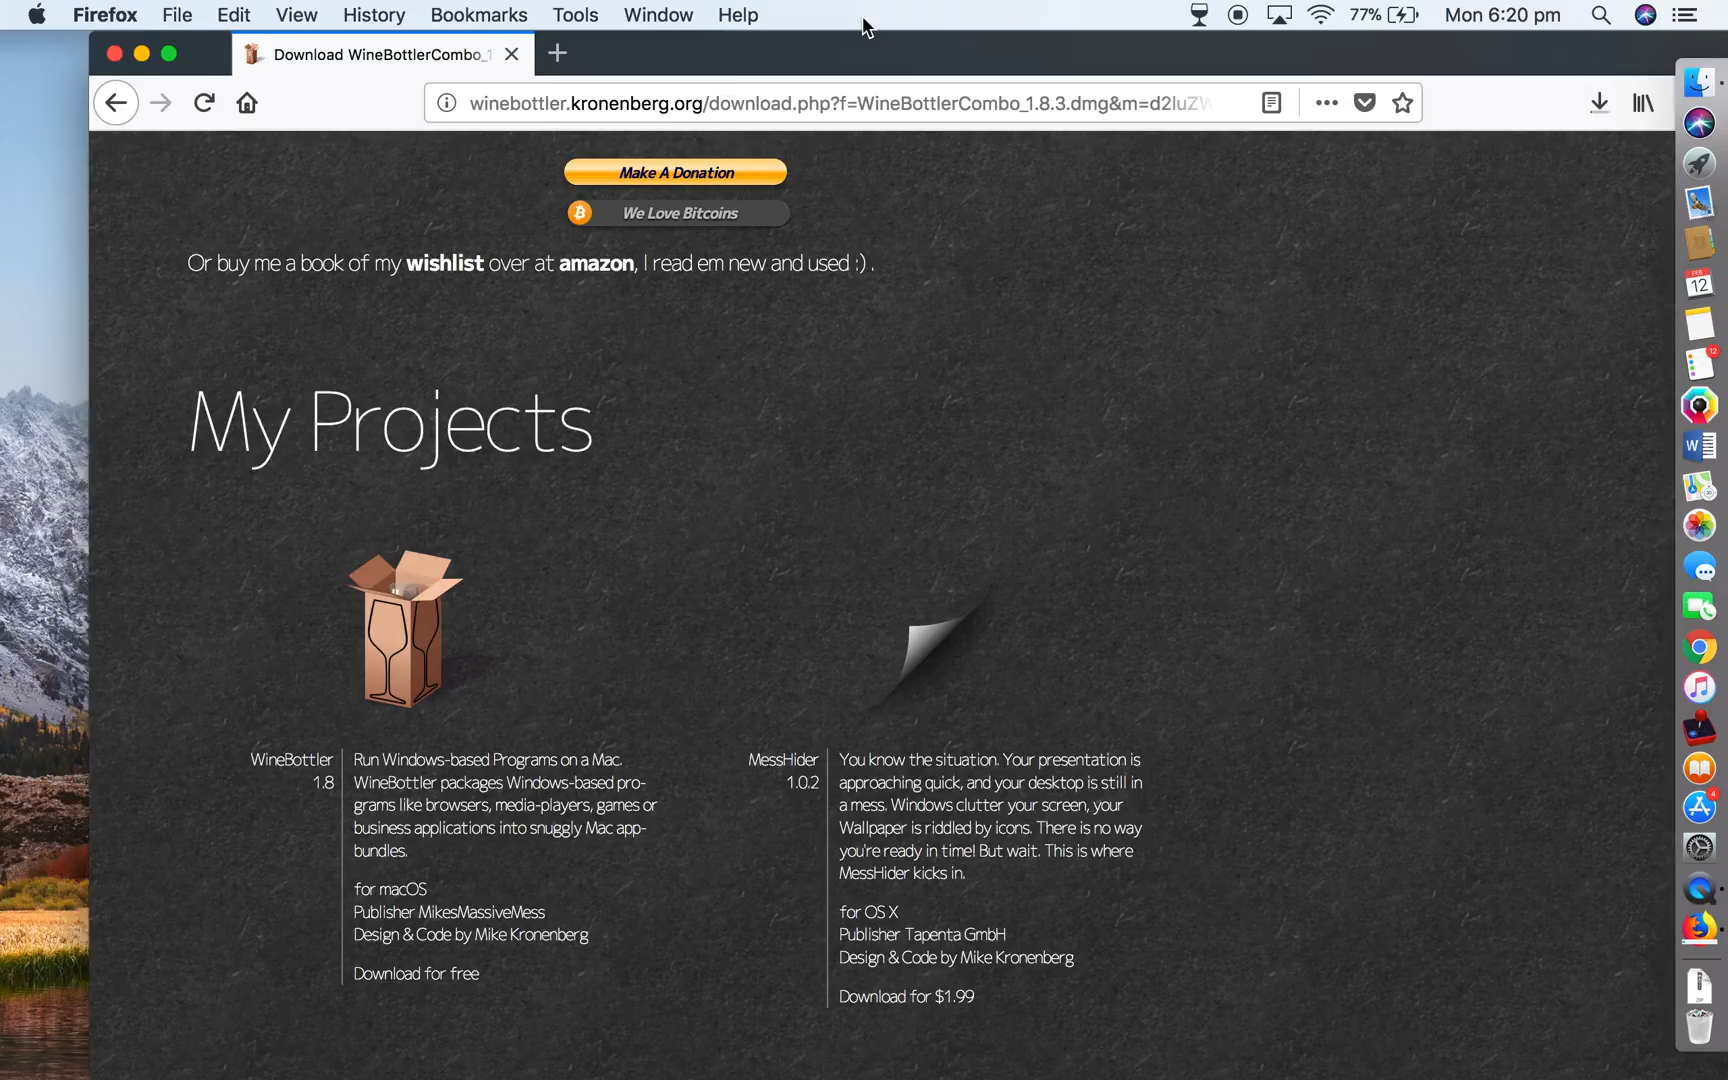 Firefox File Edit View History Bookmarks Tools Window Help 77% Mon 6:20 pm
Download WineBottlerCombo_1
winebottler.kronenberg.org/download.php?f=WineBottlerCombo_1.8.3.dmg&m=d2luZW
Make A Donation
We Love Bitcoins
Or buy me a book of my wishlist over at amazon, I read em new and used :) .
My Projects
WineBottler
1.8
Run Windows-based Programs on a Mac.
WineBottler packages Windows-based pro-
grams like browsers, media-players, games or
business applications into snuggly Mac app-
bundles.
for macOS
Publisher MikesMassiveMess
Design & Code by Mike Kronenberg
Download for free
MessHider
1.0.2
You know the situation. Your presentation is
approaching quick, and your desktop is still in
a mess. Windows clutter your screen, your
Wallpaper is riddled by icons. There is no way
you're ready in time! But wait. This is where
MessHider kicks in.
for OS X
Publisher Tapenta GmbH
Design & Code by Mike Kronenberg
Download for $1.99
FEB
12
12
W
4
ZIP